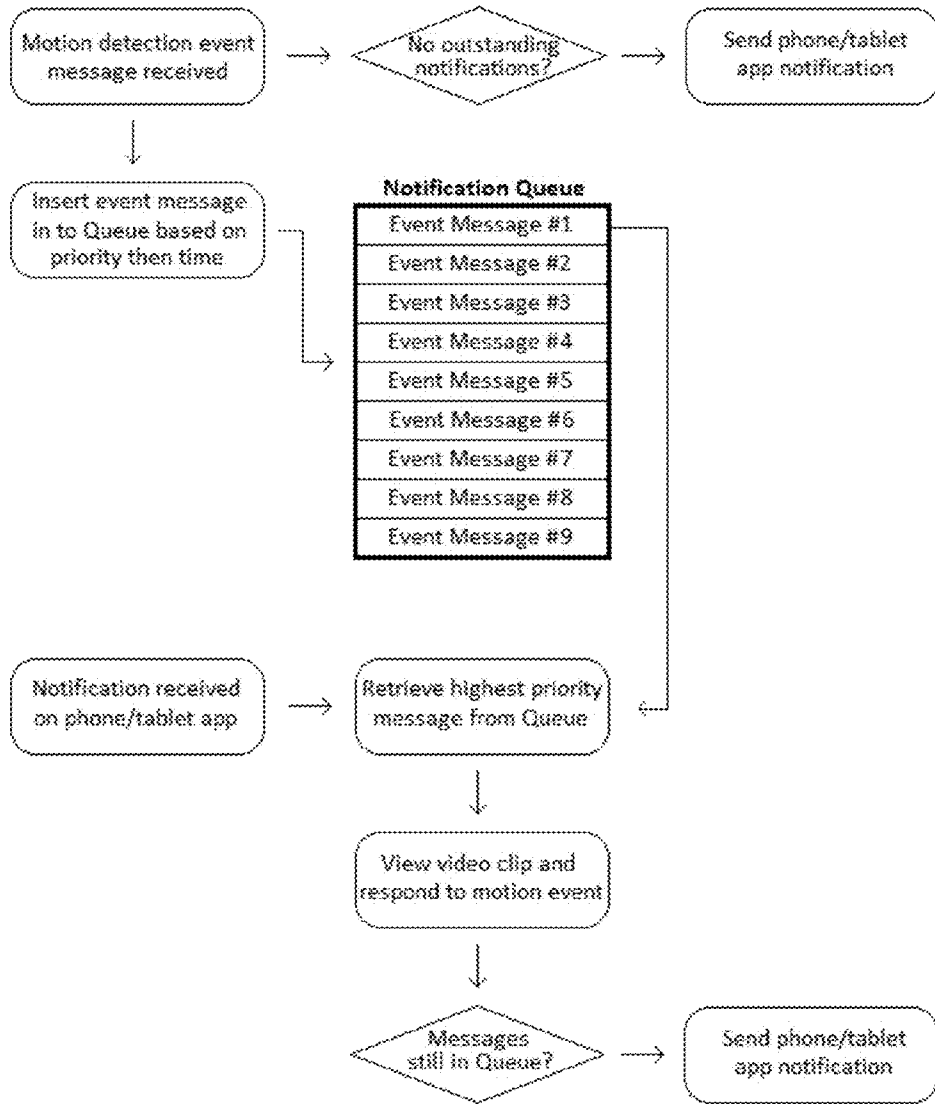 Motion detection event
message received
No outstanding
notifications?
Send phone/tablet
app notification
Insert event message
in to Queue based on
priority then time
Notification Queue
Event Message #1
Event Message #2
Event Message #3
Event Message #4
Event Message #5
Event Message #6
Event Message #7
Event Message #8
Event Message #9
Notification received
on phone/tablet app
Retrieve highest priority
message from Queue
View video clip and
respond to motion event
Messages
still in Queue?
Send phone/tablet
app notification